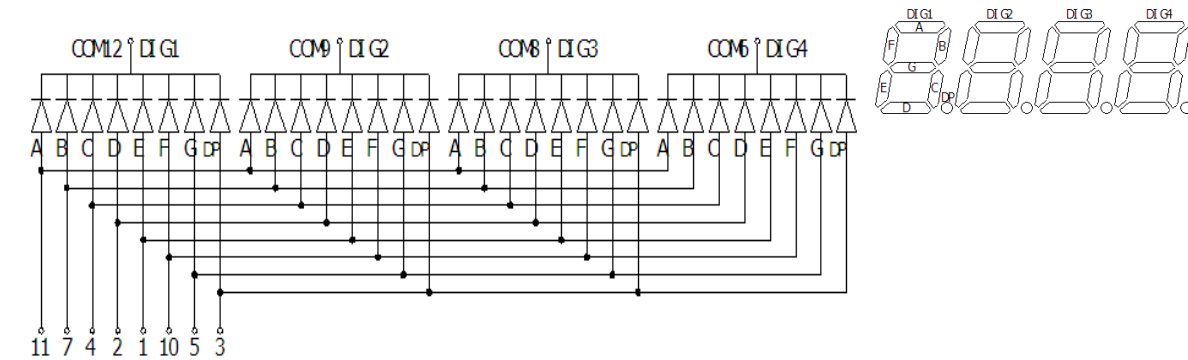 COM12 DIG1 COM9 DIG2 COM8 DIG3 COM6 DIG4
A B C D E F G DP A B C D E F G DP A B C D E F G DP A B C D E F G DP
11 7 4 2 1 10 5 3
DIG1 DIG2 DIG3 DIG4
A
F B
G
E C
DP
D